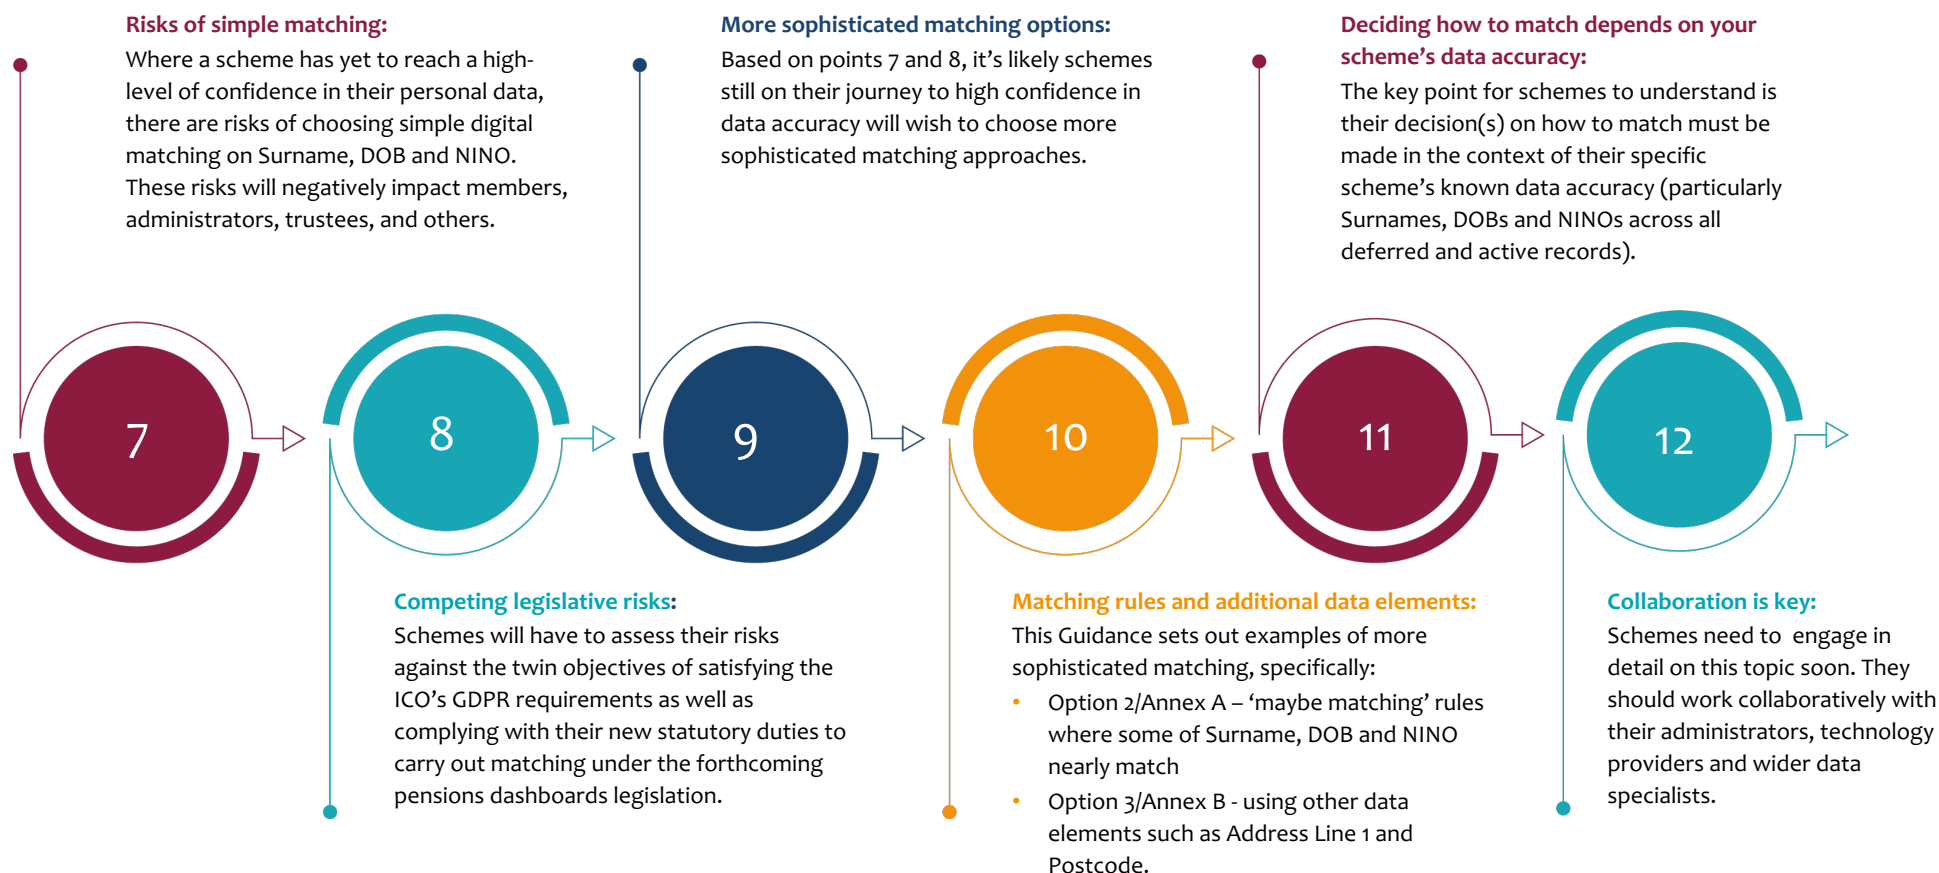 Risks of simple matching:
Where a scheme has yet to reach a high-
level of confidence in their personal data,
there are risks of choosing simple digital
matching on Surname, DOB and NINO.
These risks will negatively impact members,
administrators, trustees, and others.
7
Competing legislative risks:
Schemes will have to assess their risks
against the twin objectives of satisfying the
ICO’s GDPR requirements as well as
complying with their new statutory duties to
carry out matching under the forthcoming
pensions dashboards legislation.
8
More sophisticated matching options:
Based on points 7 and 8, it’s likely schemes
still on their journey to high confidence in
data accuracy will wish to choose more
sophisticated matching approaches.
9
Matching rules and additional data elements:
This Guidance sets out examples of more
sophisticated matching, specifically:
• Option 2/Annex A – ‘maybe matching’ rules
where some of Surname, DOB and NINO
nearly match
• Option 3/Annex B - using other data
elements such as Address Line 1 and
Postcode.
10
Deciding how to match depends on your
scheme’s data accuracy:
The key point for schemes to understand is
their decision(s) on how to match must be
made in the context of their specific
scheme’s known data accuracy (particularly
Surnames, DOBs and NINOs across all
deferred and active records).
11
Collaboration is key:
Schemes need to engage in
detail on this topic soon. They
should work collaboratively with
their administrators, technology
providers and wider data
specialists.
12